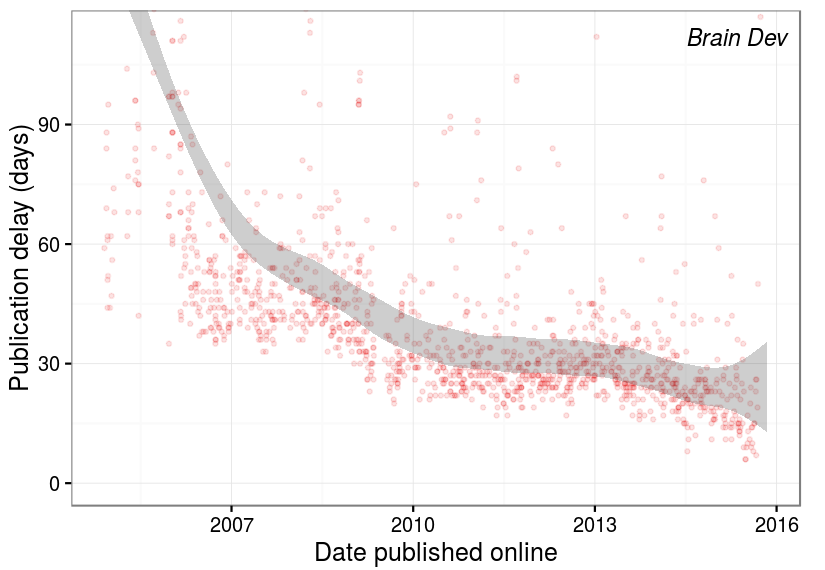 Brain Dev
Publication delay (days)
90
60
30
0
2007 2010 2013 2016
Date published online